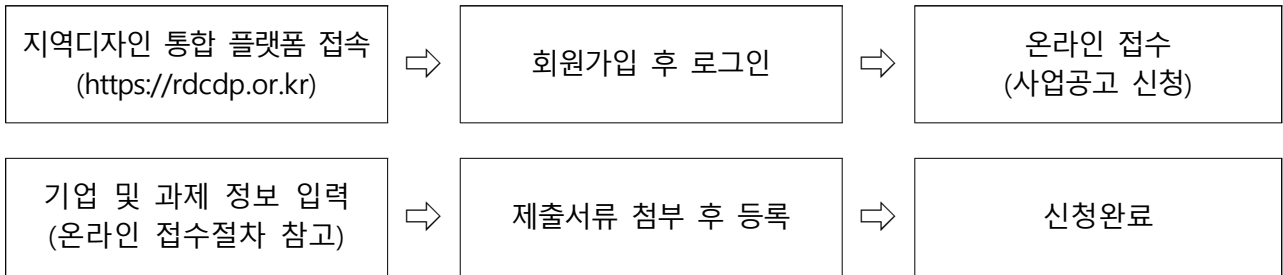 지역디자인 통합 플랫폼 접속
(https://rdcdp.or.kr)
⇨
회원가입 후 로그인
⇨
온라인 접수
(사업공고 신청)
기업 및 과제 정보 입력
(온라인 접수절차 참고)
⇨
제출서류 첨부 후 등록
⇨
신청완료